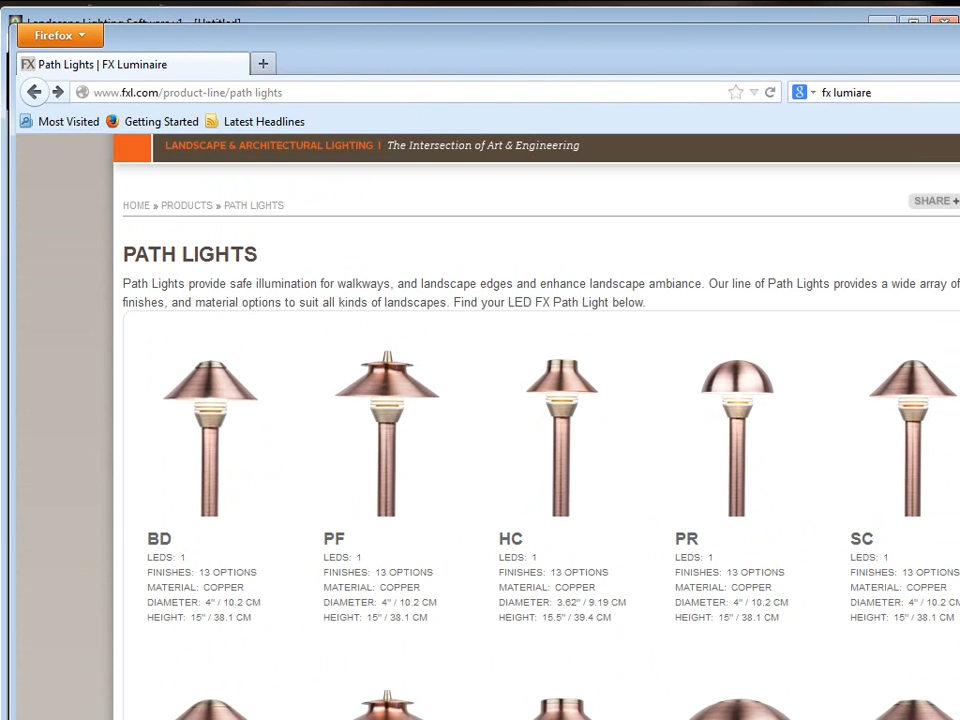 Landscape Lighting Software v1 - [Untitled]
Firefox
FX Path Lights | FX Luminaire
www.fxl.com/product-line/path lights
8 fx lumiare
Most Visited Getting Started Latest Headlines
LANDSCAPE & ARCHITECTURAL LIGHTING | The Intersection of Art & Engineering
HOME » PRODUCTS » PATH LIGHTS
SHARE +
PATH LIGHTS
Path Lights provide safe illumination for walkways, and landscape edges and enhance landscape ambiance. Our line of Path Lights provides a wide array of
finishes, and material options to suit all kinds of landscapes. Find your LED FX Path Light below.
BD
LEDS: 1
FINISHES: 13 OPTIONS
MATERIAL: COPPER
DIAMETER: 4" / 10.2 CM
HEIGHT: 15" / 38.1 CM
PF
LEDS: 1
FINISHES: 13 OPTIONS
MATERIAL: COPPER
DIAMETER: 4" / 10.2 CM
HEIGHT: 15" / 38.1 CM
HC
LEDS: 1
FINISHES: 13 OPTIONS
MATERIAL: COPPER
DIAMETER: 3.62" / 9.19 CM
HEIGHT: 15.5" / 39.4 CM
PR
LEDS: 1
FINISHES: 13 OPTIONS
MATERIAL: COPPER
DIAMETER: 4" / 10.2 CM
HEIGHT: 15" / 38.1 CM
SC
LEDS: 1
FINISHES: 13 OPTIONS
MATERIAL: COPPER
DIAMETER: 4" / 10.2 CM
HEIGHT: 15" / 38.1 CM